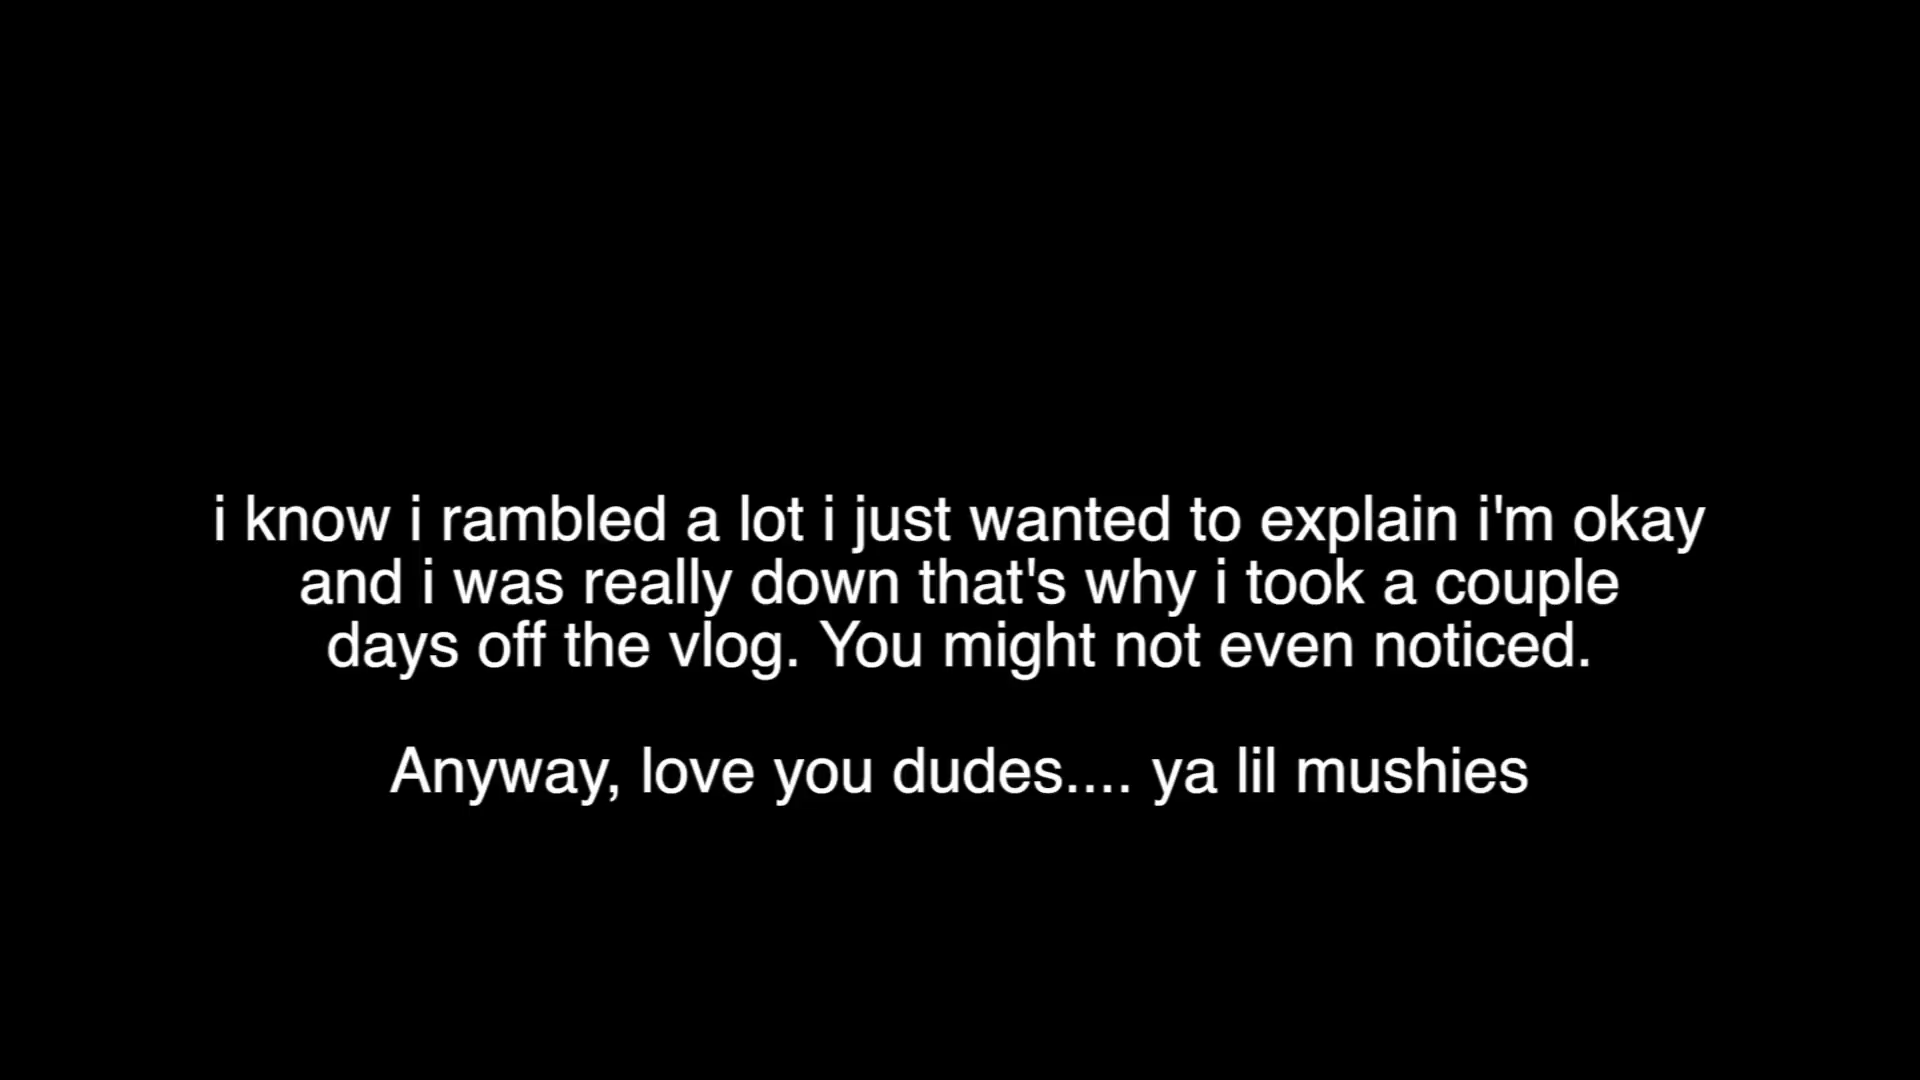 i know i rambled a lot i just wanted to explain i'm okay
and i was really down that's why i took a couple
days off the vlog. You might not even noticed.
Anyway, love you dudes.... ya lil mushies